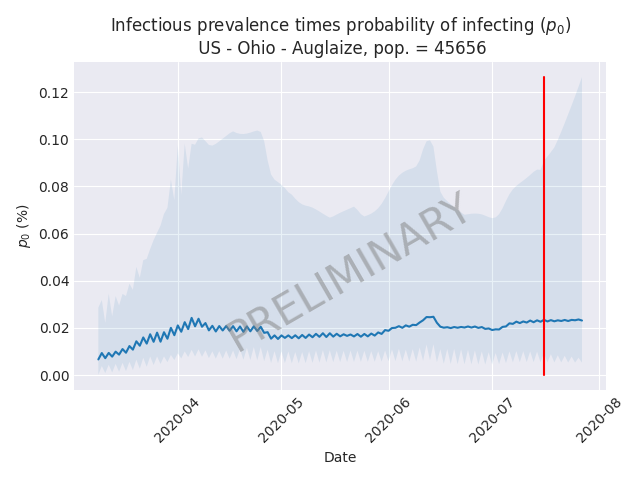 Infectious prevalence times probability of infecting (p₀)
US - Ohio - Auglaize, pop. = 45656
0.12
0.10
0.08
0.06
0.04
0.02
0.00
p₀ (%)
PRELIMINARY
2020-04
2020-05
2020-06
2020-07
2020-08
Date